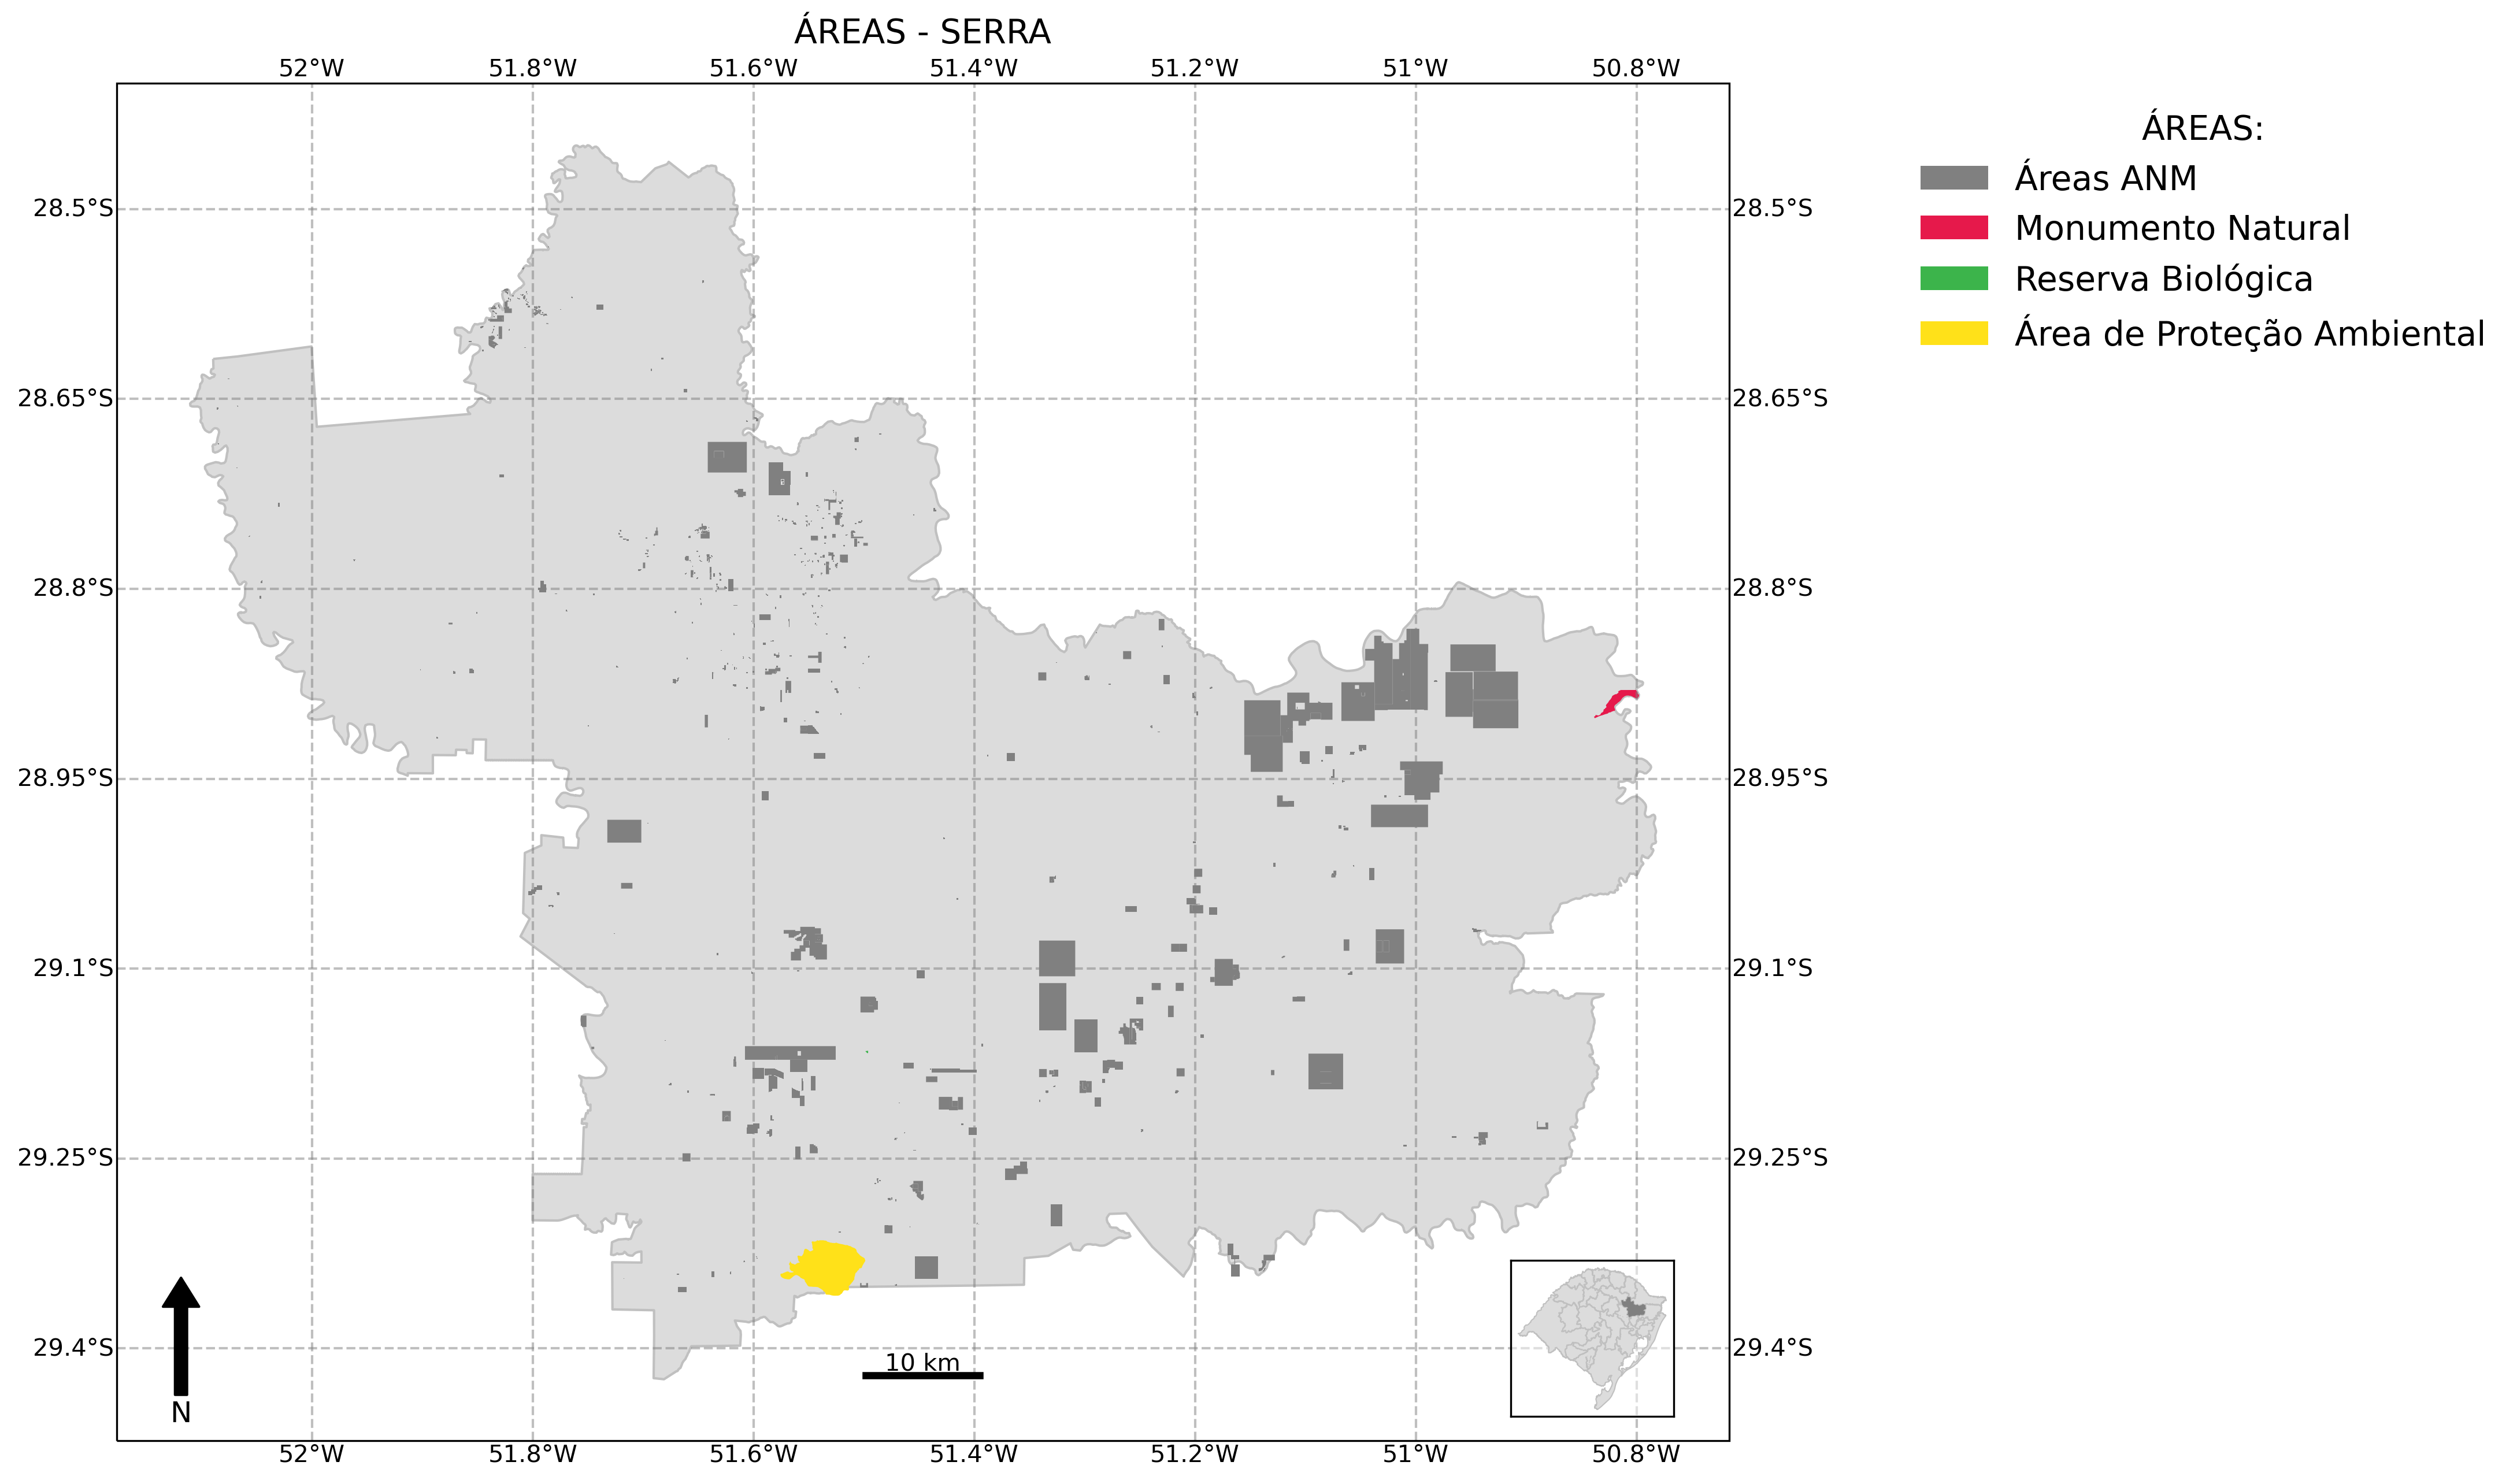 ÁREAS - SERRA
52°W 51.8°W 51.6°W 51.4°W 51.2°W 51°W 50.8°W
ÁREAS:
Áreas ANM
Monumento Natural
Reserva Biológica
Área de Proteção Ambiental
28.5°S 28.5°S
28.65°S 28.65°S
28.8°S 28.8°S
28.95°S 28.95°S
29.1°S 29.1°S
29.25°S 29.25°S
29.4°S 29.4°S
10 km
N
52°W 51.8°W 51.6°W 51.4°W 51.2°W 51°W 50.8°W